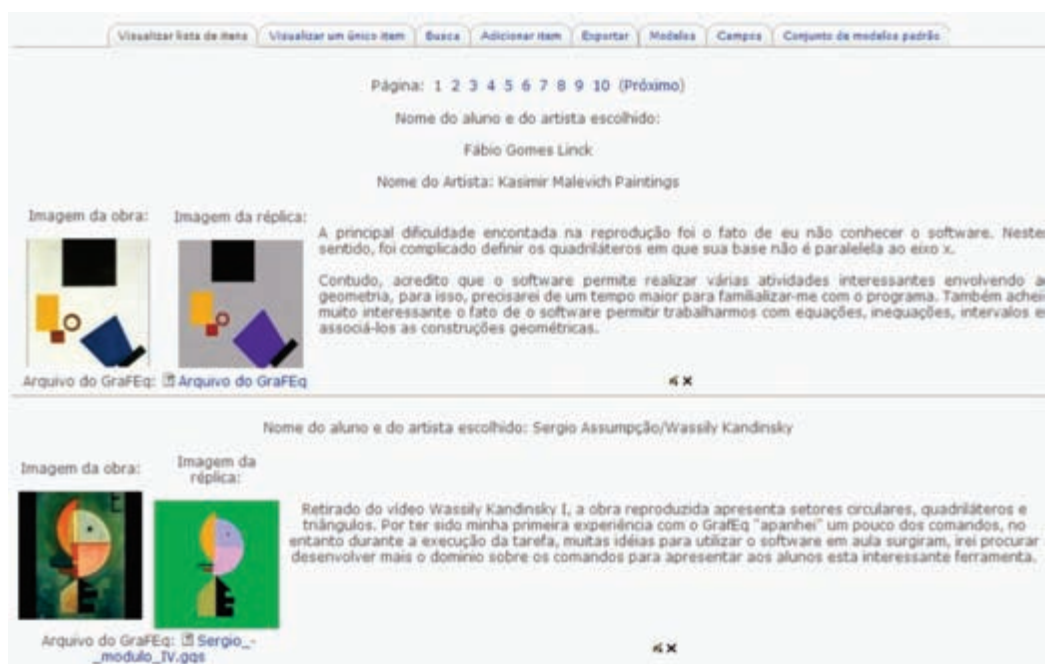 Visualizar lista de itens Visualizar um único item Busca Adicionar item Exportar Modelos Campos Conjunto de modelos padrão
Página: 1 2 3 4 5 6 7 8 9 10 (Próximo)
Nome do aluno e do artista escolhido:
Fábio Gomes Linck
Nome do Artista: Kasimir Malevich Paintings
Imagem da obra: Imagem da réplica:
A principal dificuldade encontada na reprodução foi o fato de eu não conhecer o software. Neste
sentido, foi complicado definir os quadriláteros em que sua base não é paralelela ao eixo x.
Contudo, acredito que o software permite realizar várias atividades interessantes envolvendo a
geometria, para isso, precisarei de um tempo maior para familializar-me com o programa. Também achei
muito interessante o fato de o software permitir trabalharmos com equações, inequações, intervalos e
associá-los as construções geométricas.
Arquivo do GraFEq: Arquivo do GraFEq
Nome do aluno e do artista escolhido: Sergio Assumpção/Wassily Kandinsky
Imagem da obra: Imagem da
réplica:
Retirado do vídeo Wassily Kandinsky I, a obra reproduzida apresenta setores circulares, quadriláteros e
triângulos. Por ter sido minha primeira experiência com o GrafEq "apanhei" um pouco dos comandos, no
entanto durante a execução da tarefa, muitas idéias para utilizar o software em aula surgiram, irei procurar
desenvolver mais o domínio sobre os comandos para apresentar aos alunos esta interessante ferramenta.
Arquivo do GraFEq: Sergio_-
_modulo_IV.gqs